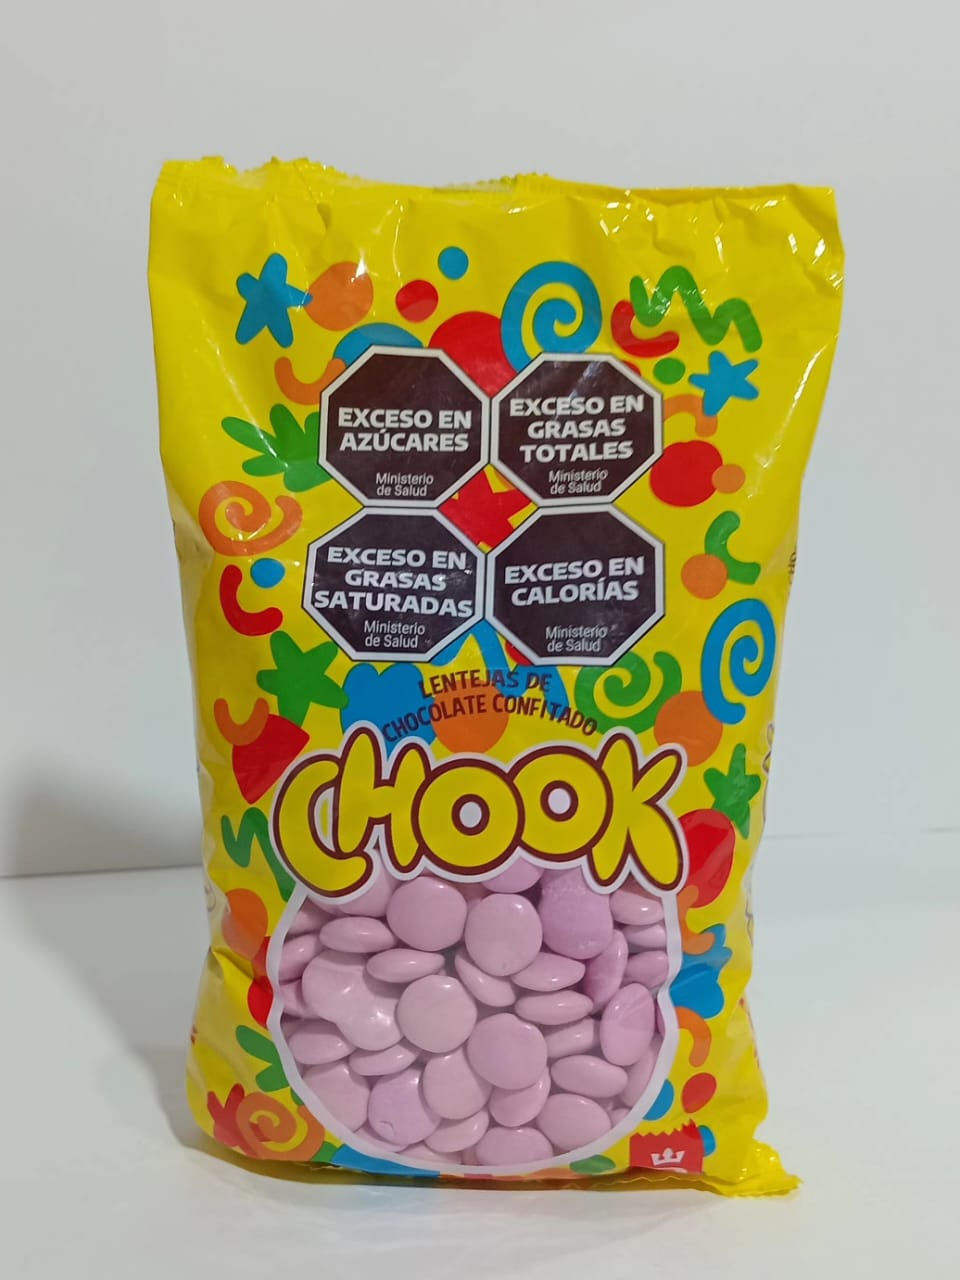 EXCESO EN
AZÚCARES
Ministerio
de Salud
EXCESO EN
GRASAS
TOTALES
Ministerio
de Salud
EXCESO EN
GRASAS
SATURADAS
Ministerio
de Salud
EXCESO EN
CALORÍAS
Ministerio
de Salud
LENTEJAS DE
CHOCOLATE CONFITADO
CHOOK